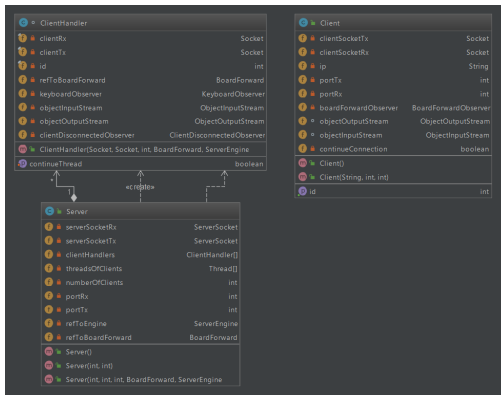 ClientHandler
clientRx Socket
clientTx Socket
id int
refToBoardForward BoardForward
keyboardObserver KeyboardObserver
objectInputStream ObjectInputStream
objectOutputStream ObjectOutputStream
clientDisconnectedObserver ClientDisconnectedObserver
ClientHandler(Socket, Socket, int, BoardForward, ServerEngine
continueThread boolean
Client
clientSocketTx Socket
clientSocketRx Socket
ip String
portTx int
portRx int
boardForwardObserver BoardForwardObserver
objectOutputStream ObjectOutputStream
objectInputStream ObjectInputStream
continueConnection boolean
Client()
Client(String, int, int)
id int
*
«create»
1
Server
serverSocketRx ServerSocket
serverSocketTx ServerSocket
clientHandlers ClientHandler[]
threadsOfClients Thread[]
numberOfClients int
portRx int
portTx int
refToEngine ServerEngine
refToBoardForward BoardForward
Server()
Server(int, int)
Server(int, int, int, BoardForward, ServerEngine